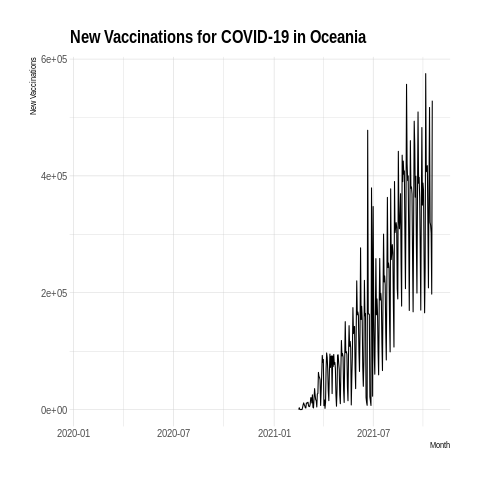 New Vaccinations for COVID-19 in Oceania
New Vaccinations
6e+05
4e+05
2e+05
0e+00
2020-01 2020-07 2021-01 2021-07
Month